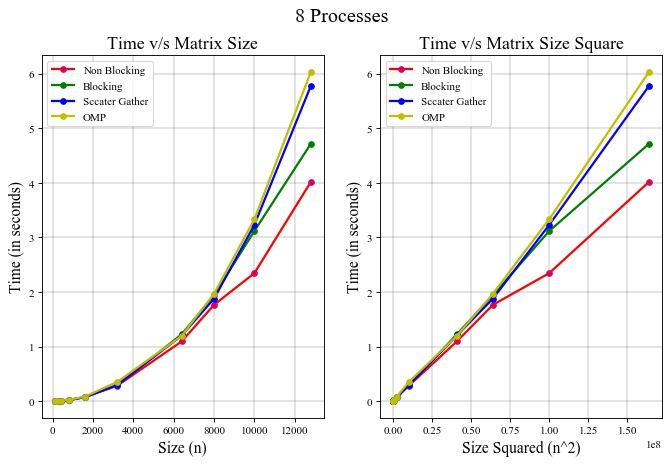 8 Processes
Time v/s Matrix Size
Time (in seconds)
6
5
4
3
2
1
0
Non Blocking
Blocking
Sccater Gather
OMP
0 2000 4000 6000 8000 10000 12000
Size (n)
Time v/s Matrix Size Square
Time (in seconds)
6
5
4
3
2
1
0
Non Blocking
Blocking
Sccater Gather
OMP
0.00 0.25 0.50 0.75 1.00 1.25 1.50
1e8
Size Squared (n^2)